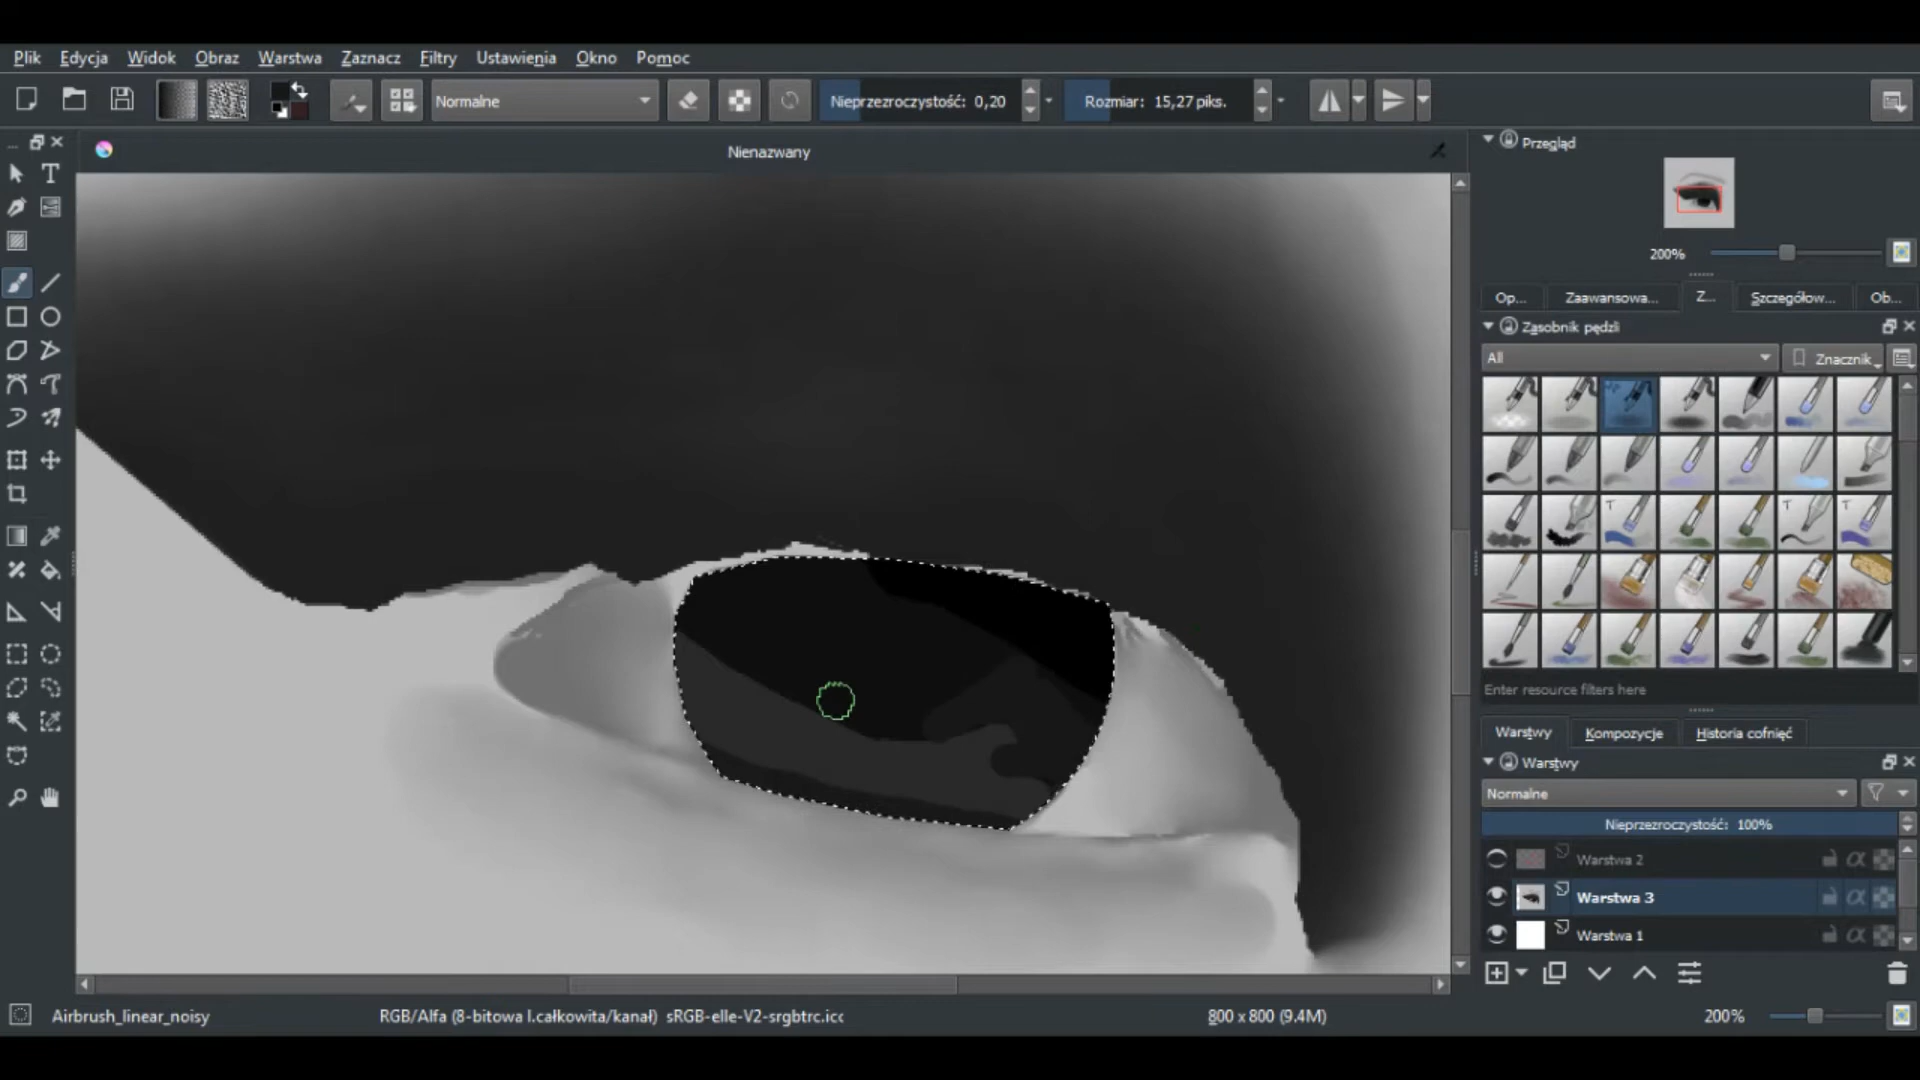 Plik Edycja Widok Obraz Warstwa Zaznacz Filtry Ustawienia Okno Pomoc
Normalne
Nieprzezroczystość: 0,20
Rozmiar: 15,27 piks.
Nienazwany
Przegląd
200%
Op... Zaawansowa... Z... Szczegółow... Ob...
Zasobnik pędzli
All
Znacznik
Enter resource filters here
Warstwy Kompozycje Historia cofnięć
Warstwy
Normalne
Nieprzezroczystość: 100%
Warstwa 2
Warstwa 3
Warstwa 1
Airbrush_linear_noisy
RGB/Alfa (8-bitowa l.całkowita/kanał) sRGB-elle-V2-srgbtrc.icc
800 x 800 (9.4M)
200%